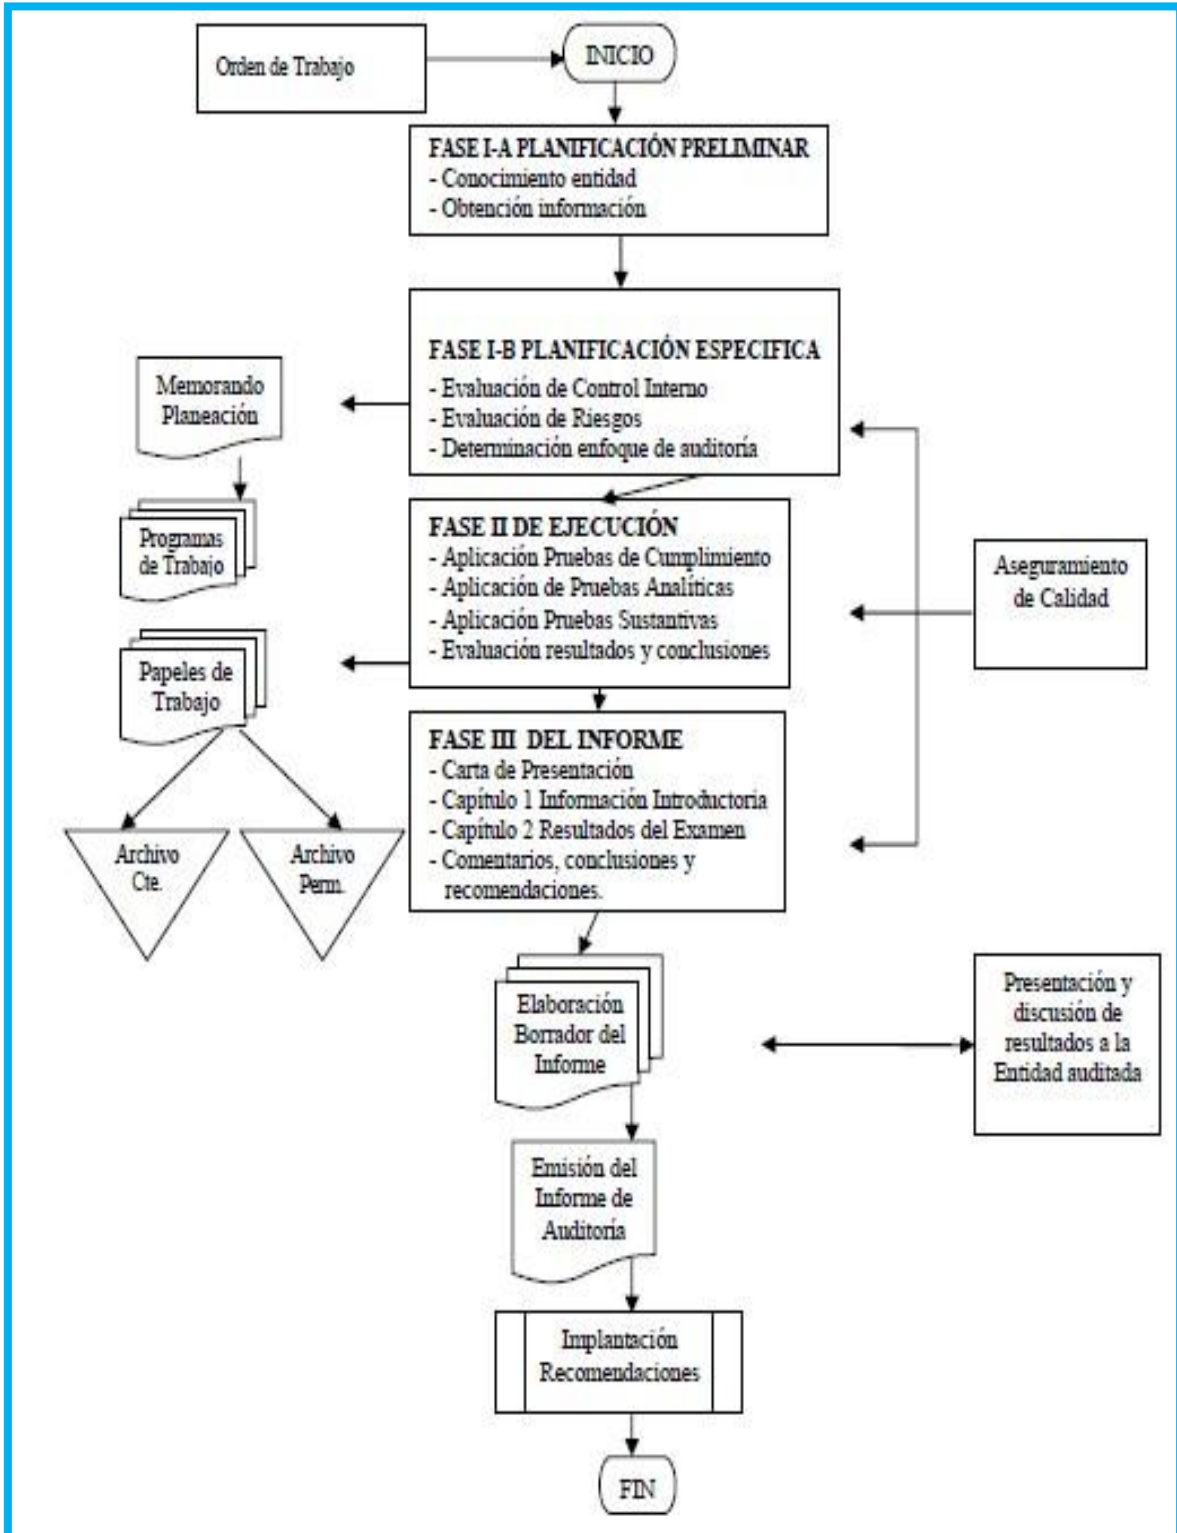 Orden de Trabajo
INICIO
FASE I-A PLANIFICACIÓN PRELIMINAR
- Conocimiento entidad
- Obtención información
FASE I-B PLANIFICACIÓN ESPECIFICA
- Evaluación de Control Interno
- Evaluación de Riesgos
- Determinación enfoque de auditoría
Memorando
Planeación
Programas
de Trabajo
FASE II DE EJECUCIÓN
- Aplicación Pruebas de Cumplimiento
- Aplicación de Pruebas Analíticas
- Aplicación Pruebas Sustantivas
- Evaluación resultados y conclusiones
Aseguramiento
de Calidad
Papeles de
Trabajo
Archivo
Cte.
Archivo
Perm.
FASE III DEL INFORME
- Carta de Presentación
- Capítulo 1 Información Introductoria
- Capítulo 2 Resultados del Examen
- Comentarios, conclusiones y
recomendaciones.
Elaboración
Borrador del
Informe
Presentación y
discusión de
resultados a la
Entidad auditada
Emisión del
Informe de
Auditoría
Implantación
Recomendaciones
FIN